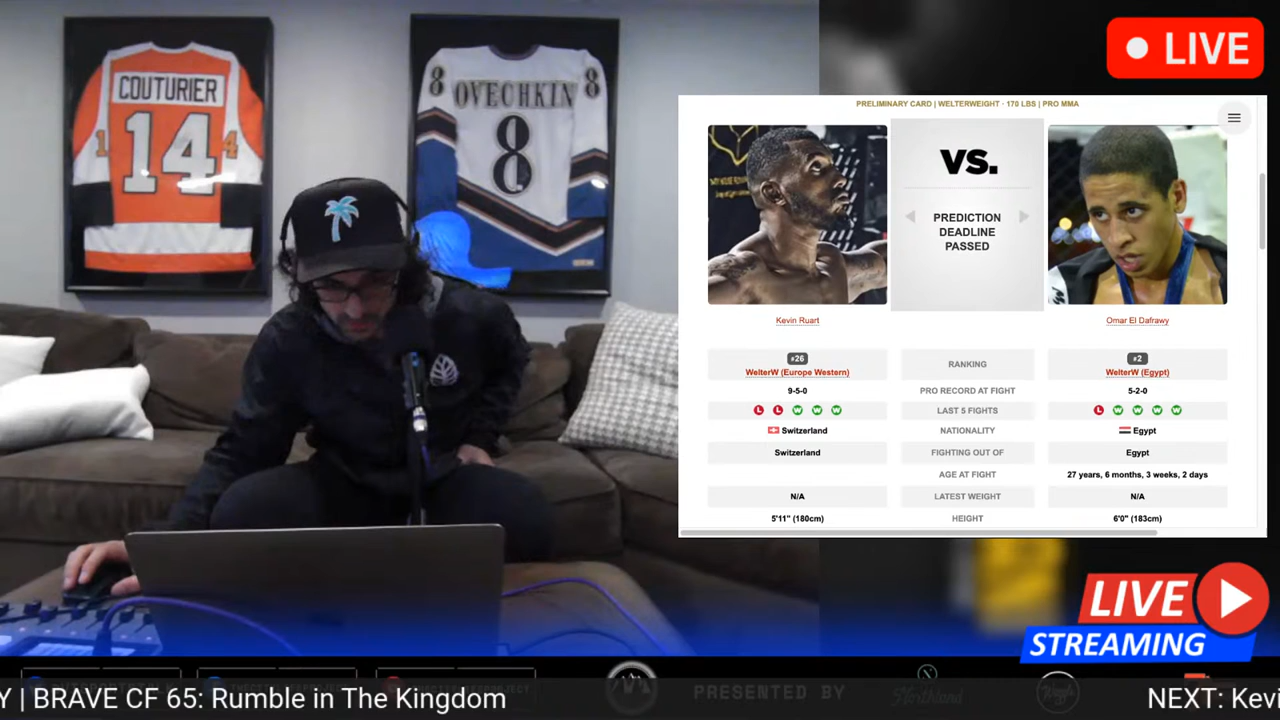 COUTURIER
14
1
4
8
8
OVECHKIN
8
LIVE
PRELIMINARY CARD | WELTERWEIGHT · 170 LBS | PRO MMA
VS.
PREDICTION
DEADLINE
PASSED
Kevin Ruart
Omar El Dafrawy
#26
RANKING
#2
WelterW (Europe Western)
WelterW (Egypt)
9-5-0
PRO RECORD AT FIGHT
5-2-0
L L W W W
LAST 5 FIGHTS
L W W W W
Switzerland
NATIONALITY
Egypt
Switzerland
FIGHTING OUT OF
Egypt
AGE AT FIGHT
27 years, 6 months, 3 weeks, 2 days
N/A
LATEST WEIGHT
N/A
5'11" (180cm)
HEIGHT
6'0" (183cm)
LIVE
STREAMING
PRESENTED BY
Northland
Y | BRAVE CF 65: Rumble in The Kingdom
NEXT: Kevi